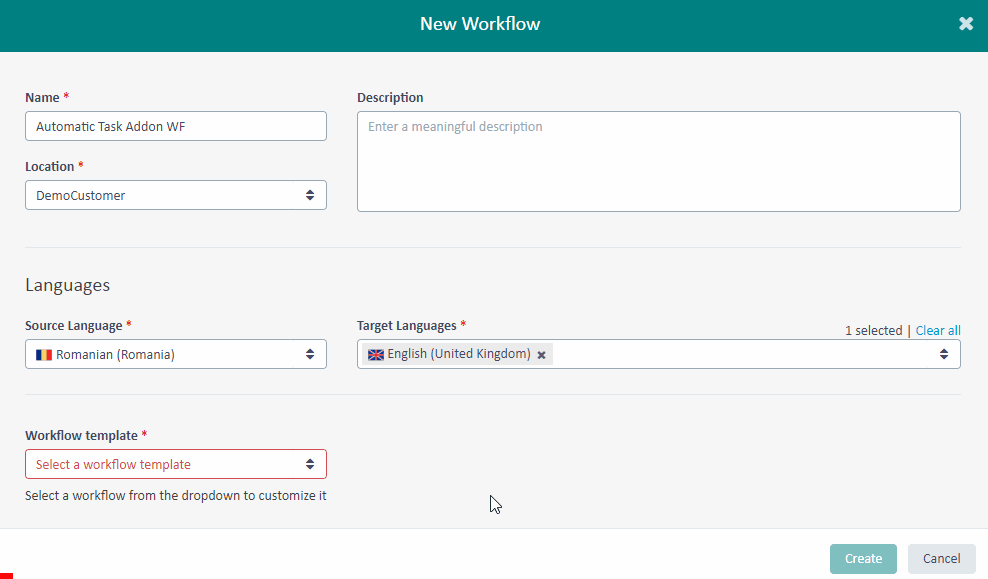 New Workflow
Name *
Automatic Task Addon WF
Description
Enter a meaningful description
Location *
DemoCustomer
Languages
Source Language *
Romanian (Romania)
Target Languages *
1 selected | Clear all
English (United Kingdom)
Workflow template *
Select a workflow template
Select a workflow from the dropdown to customize it
Create
Cancel